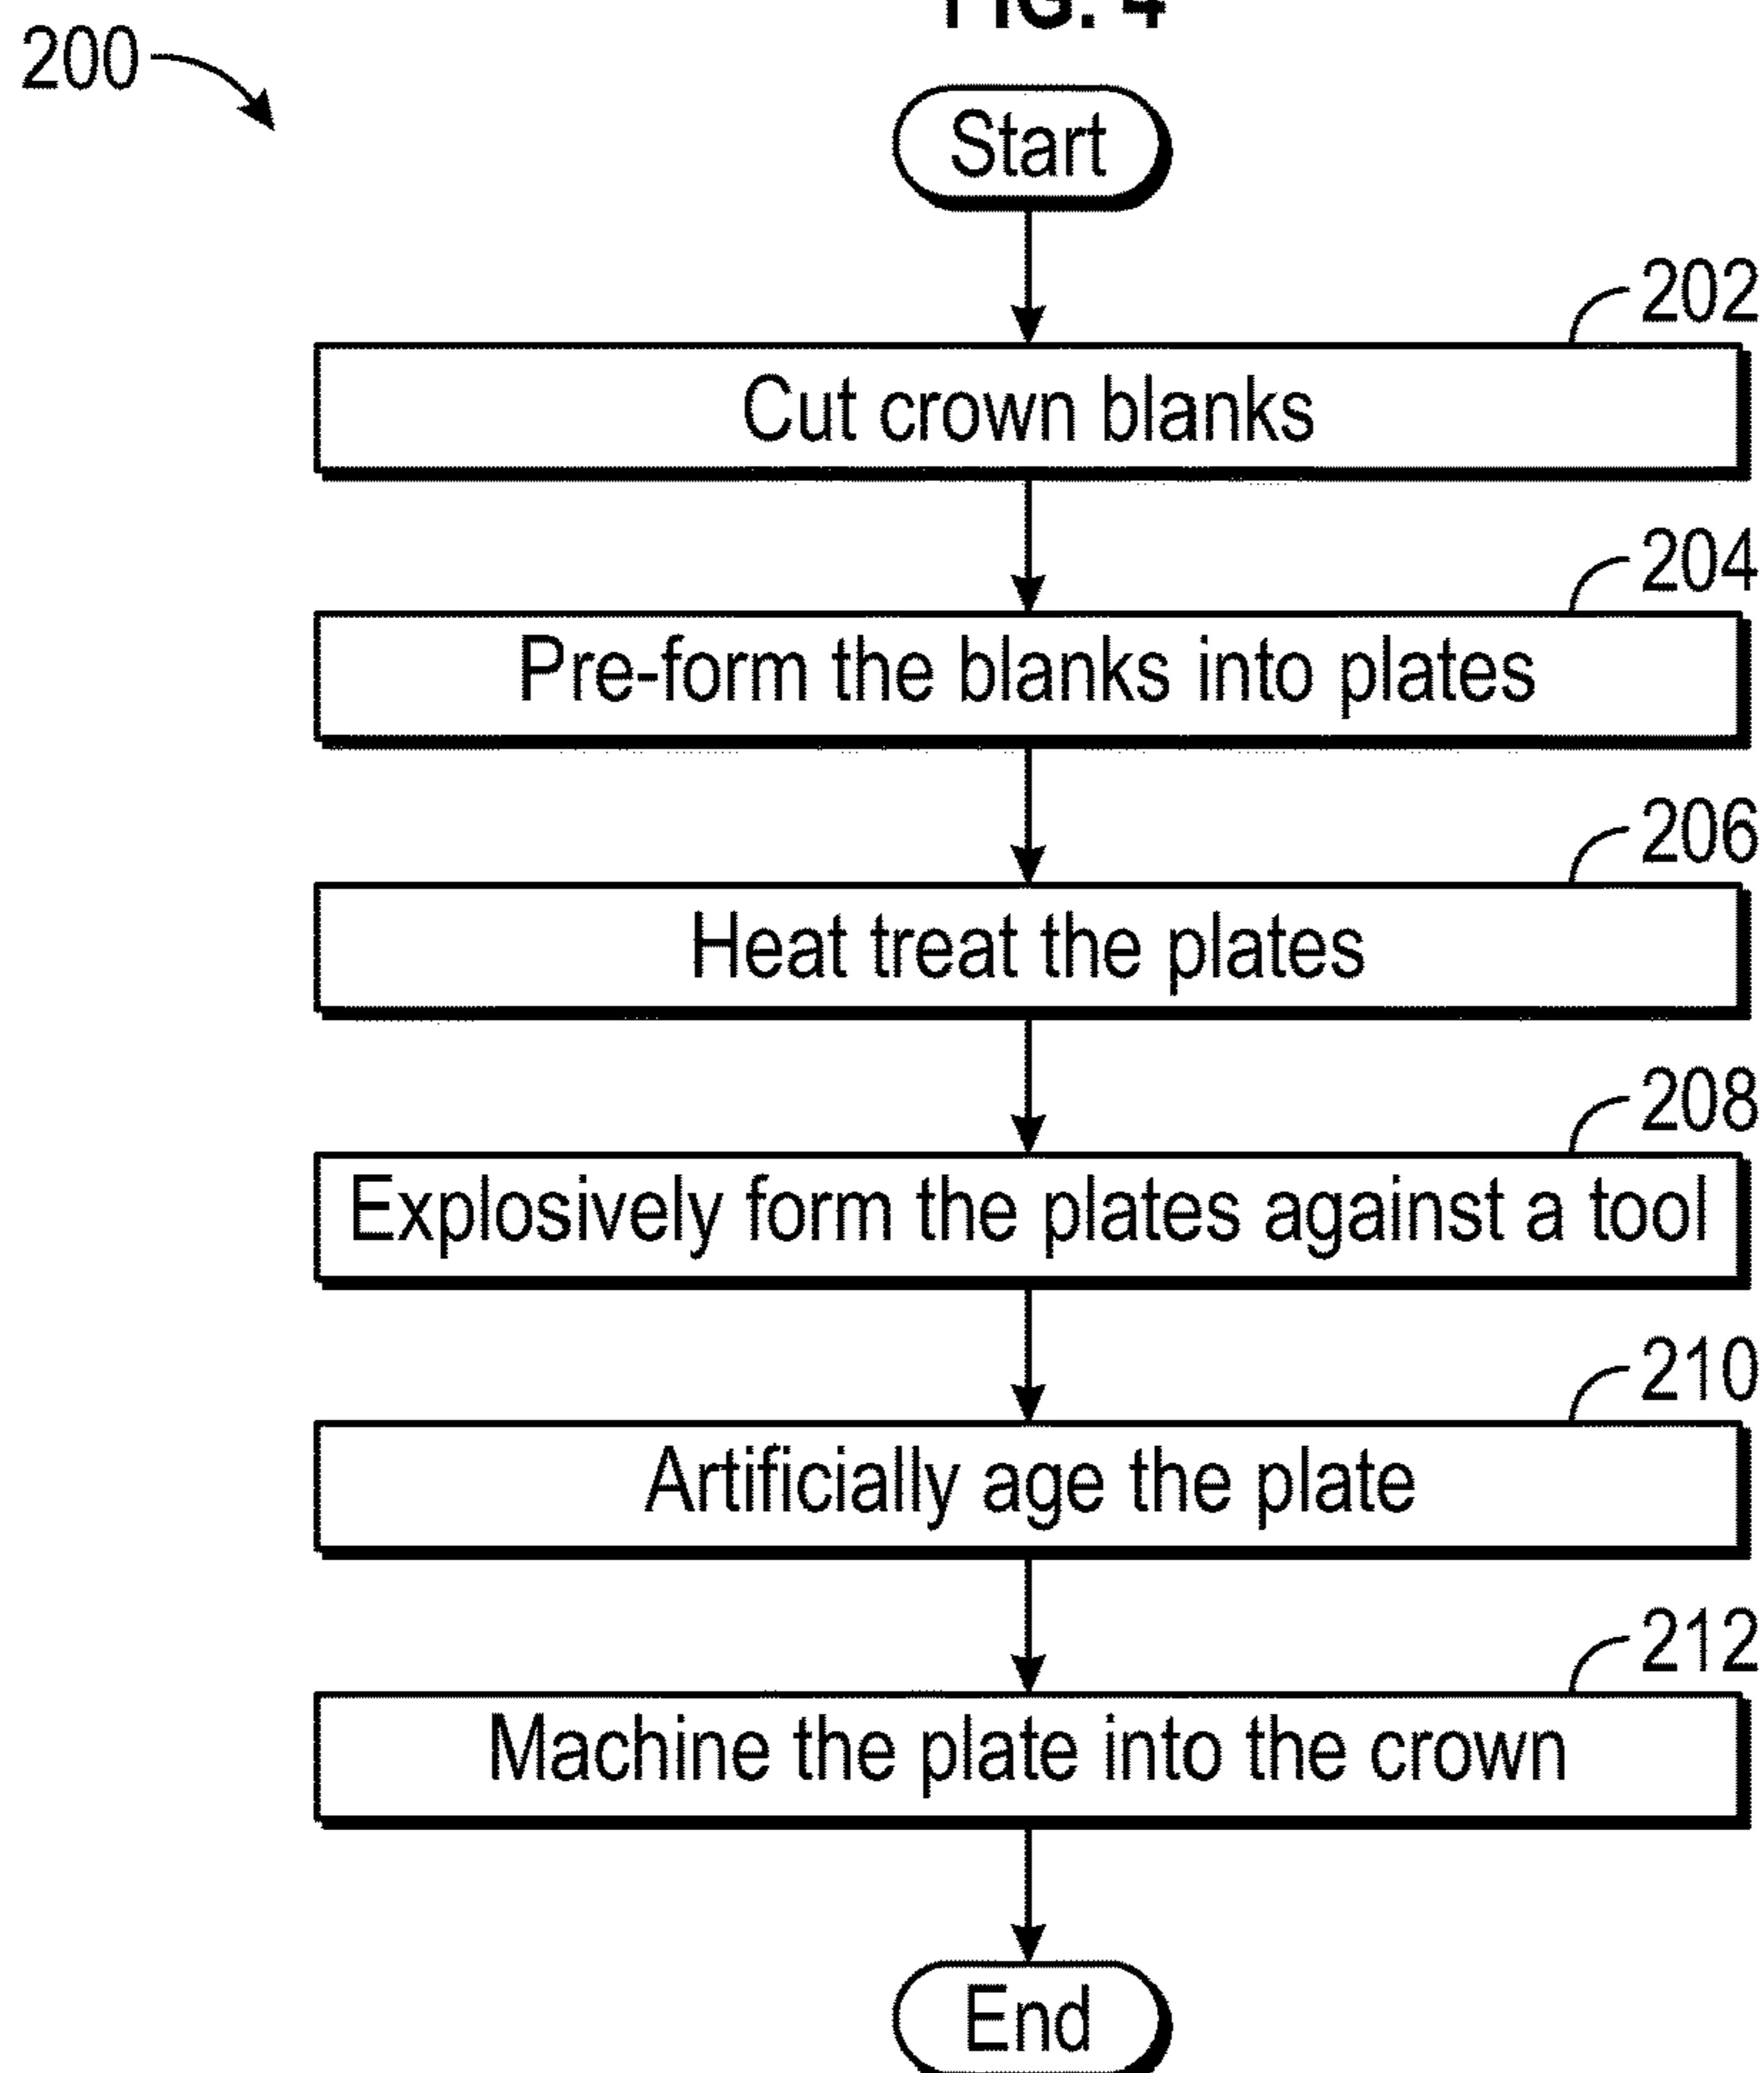 FIG. 4
200
Start
202
Cut crown blanks
204
Pre-form the blanks into plates
206
Heat treat the plates
208
Explosively form the plates against a tool
210
Artificially age the plate
212
Machine the plate into the crown
End